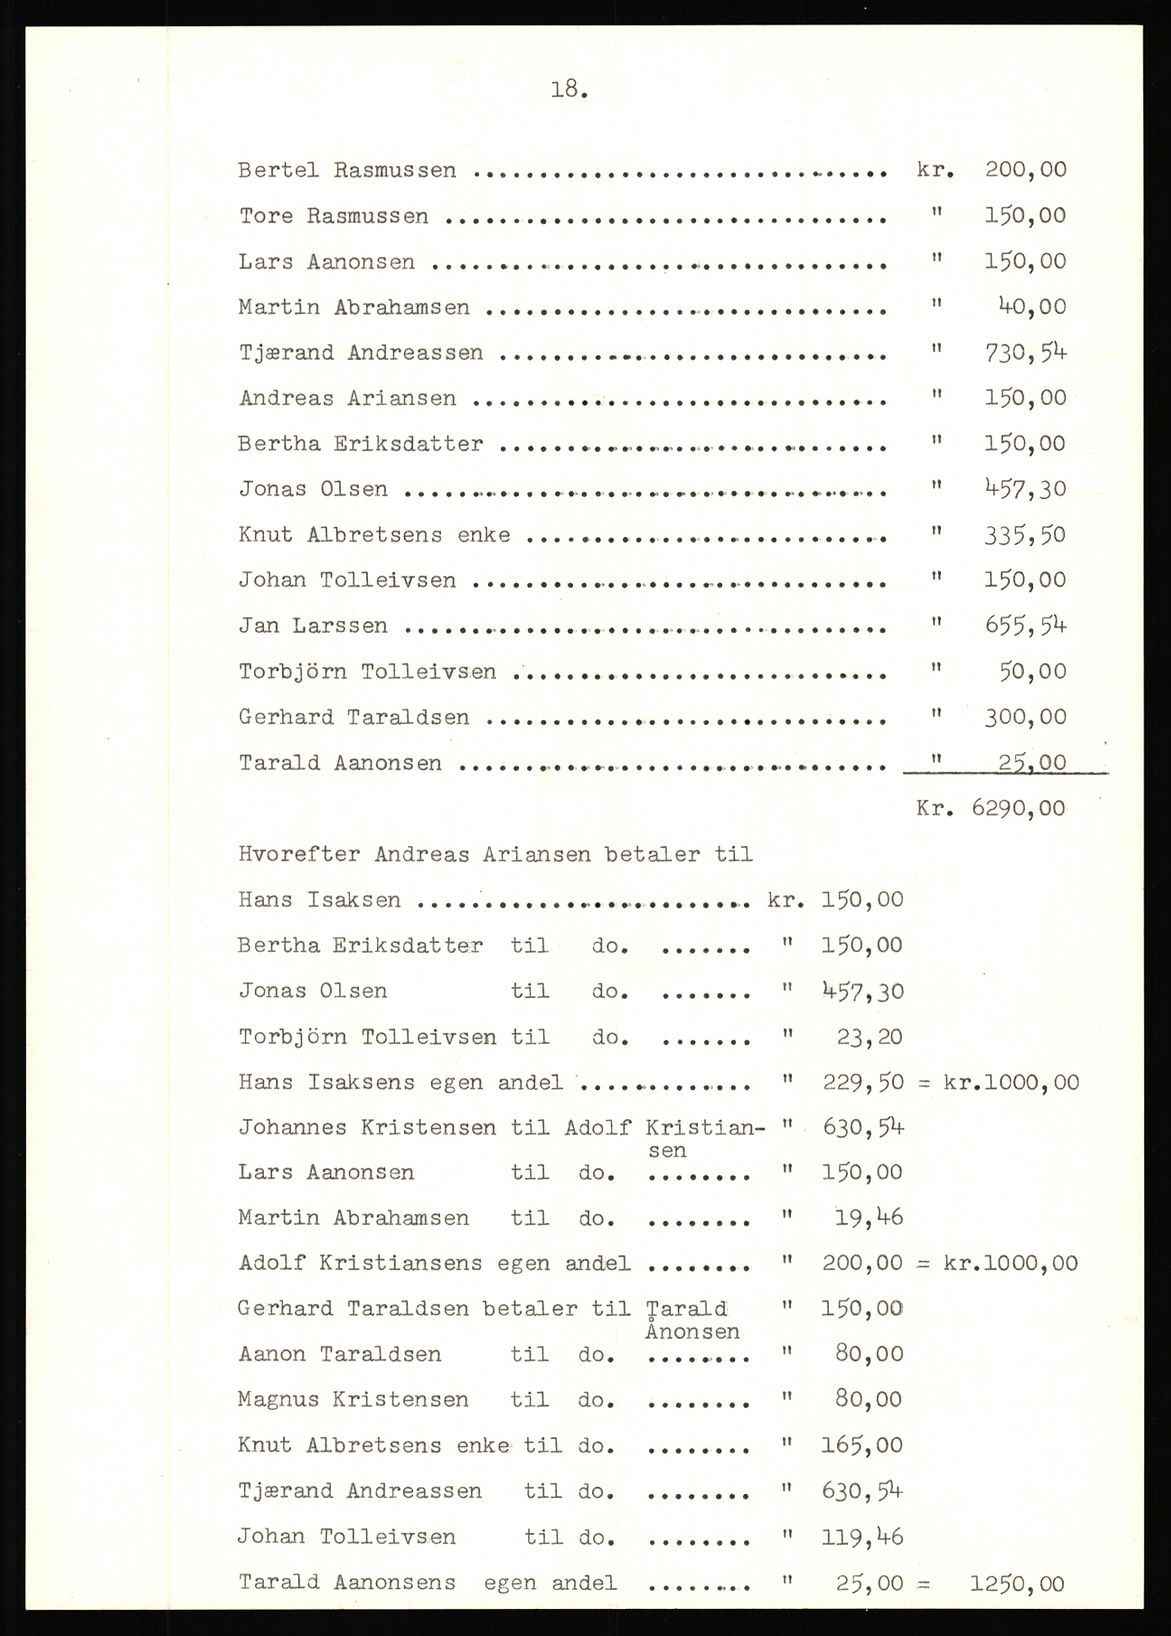 18.
Bertel Rasmussen ............................... kr. 200,00
Tore Rasmussen ................................. " 150,00
Lars Aanonsen .................................. " 150,00
Martin Abrahamsen .............................. " 40,00
Tjærand Andreassen ............................. " 730,54
Andreas Ariansen ............................... " 150,00
Bertha Eriksdatter ............................. " 150,00
Jonas Olsen .................................... " 457,30
Knut Albretsens enke ........................... " 335,50
Johan Tolleivsen ............................... " 150,00
Jan Larssen .................................... " 655,54
Torbjörn Tolleivsen ............................ " 50,00
Gerhard Taraldsen .............................. " 300,00
Tarald Aanonsen ................................ " 25,00
Kr. 6290,00
Hvorefter Andreas Ariansen betaler til
Hans Isaksen ......................... kr. 150,00
Bertha Eriksdatter til do. ....... " 150,00
Jonas Olsen til do. ....... " 457,30
Torbjörn Tolleivsen til do. ....... " 23,20
Hans Isaksens egen andel ............. " 229,50 = kr.1000,00
Johannes Kristensen til Adolf Kristian- " 630,54
sen
Lars Aanonsen til do. ........ " 150,00
Martin Abrahamsen til do. ........ " 19,46
Adolf Kristiansens egen andel ........ " 200,00 = kr.1000,00
Gerhard Taraldsen betaler til Tarald " 150,00
Ånonsen
Aanon Taraldsen til do. ........ " 80,00
Magnus Kristensen til do. ........ " 80,00
Knut Albretsens enke til do. ........ " 165,00
Tjærand Andreassen til do. ........ " 630,54
Johan Tolleivsen til do. ........ " 119,46
Tarald Aanonsens egen andel ........ " 25,00 = 1250,00